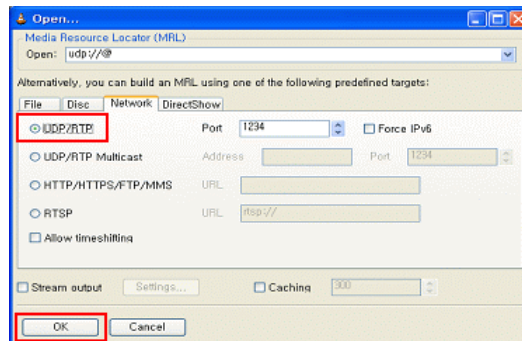 Open...
Media Resource Locator (MRL)
Open: udp://@
Alternatively, you can build an MRL using one of the following predefined targets:
File Disc Network DirectShow
UDP/RTP Port 1234 Force IPv6
UDP/RTP Multicast Address Port 1234
HTTP/HTTPS/FTP/MMS URL
RTSP URL rtsp://
Allow timeshifting
Stream output Settings... Caching 300
OK Cancel